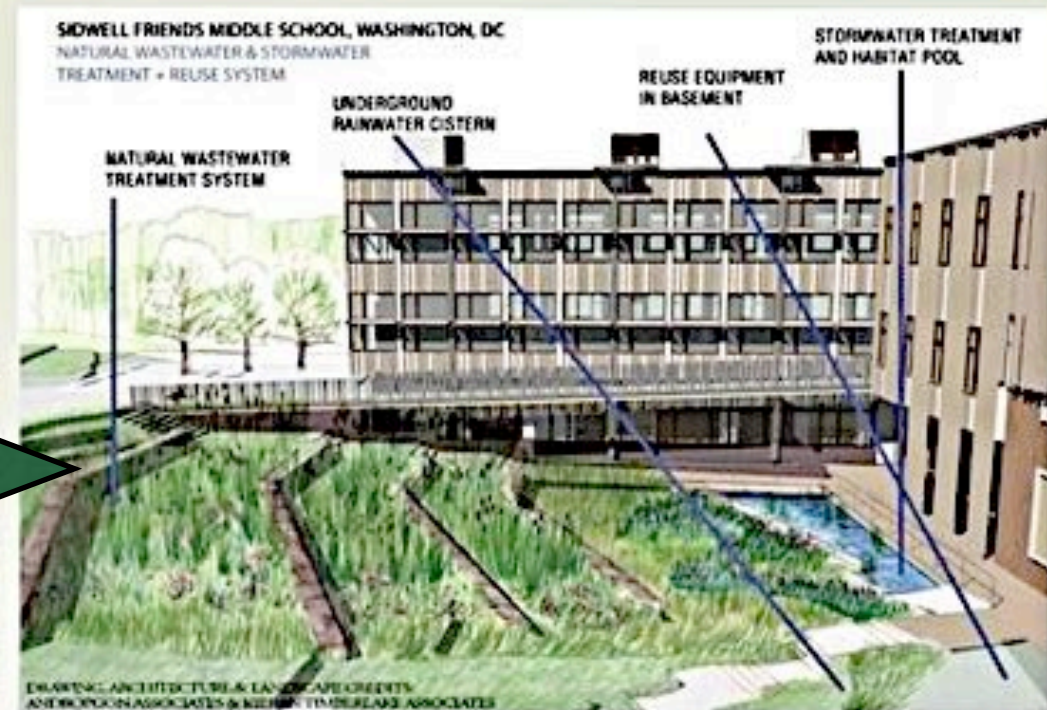 SIDWELL FRIENDS MIDDLE SCHOOL, WASHINGTON, DC
NATURAL WASTEWATER & STORMWATER
TREATMENT + REUSE SYSTEM
NATURAL WASTEWATER
TREATMENT SYSTEM
UNDERGROUND
RAINWATER CISTERN
REUSE EQUIPMENT
IN BASEMENT
STORMWATER TREATMENT
AND HABITAT POOL
DRAWING, ARCHITECTURE & LANDSCAPE CREDITS
ANDROPOGON ASSOCIATES & KIERAN TIMBERLAKE ASSOCIATES